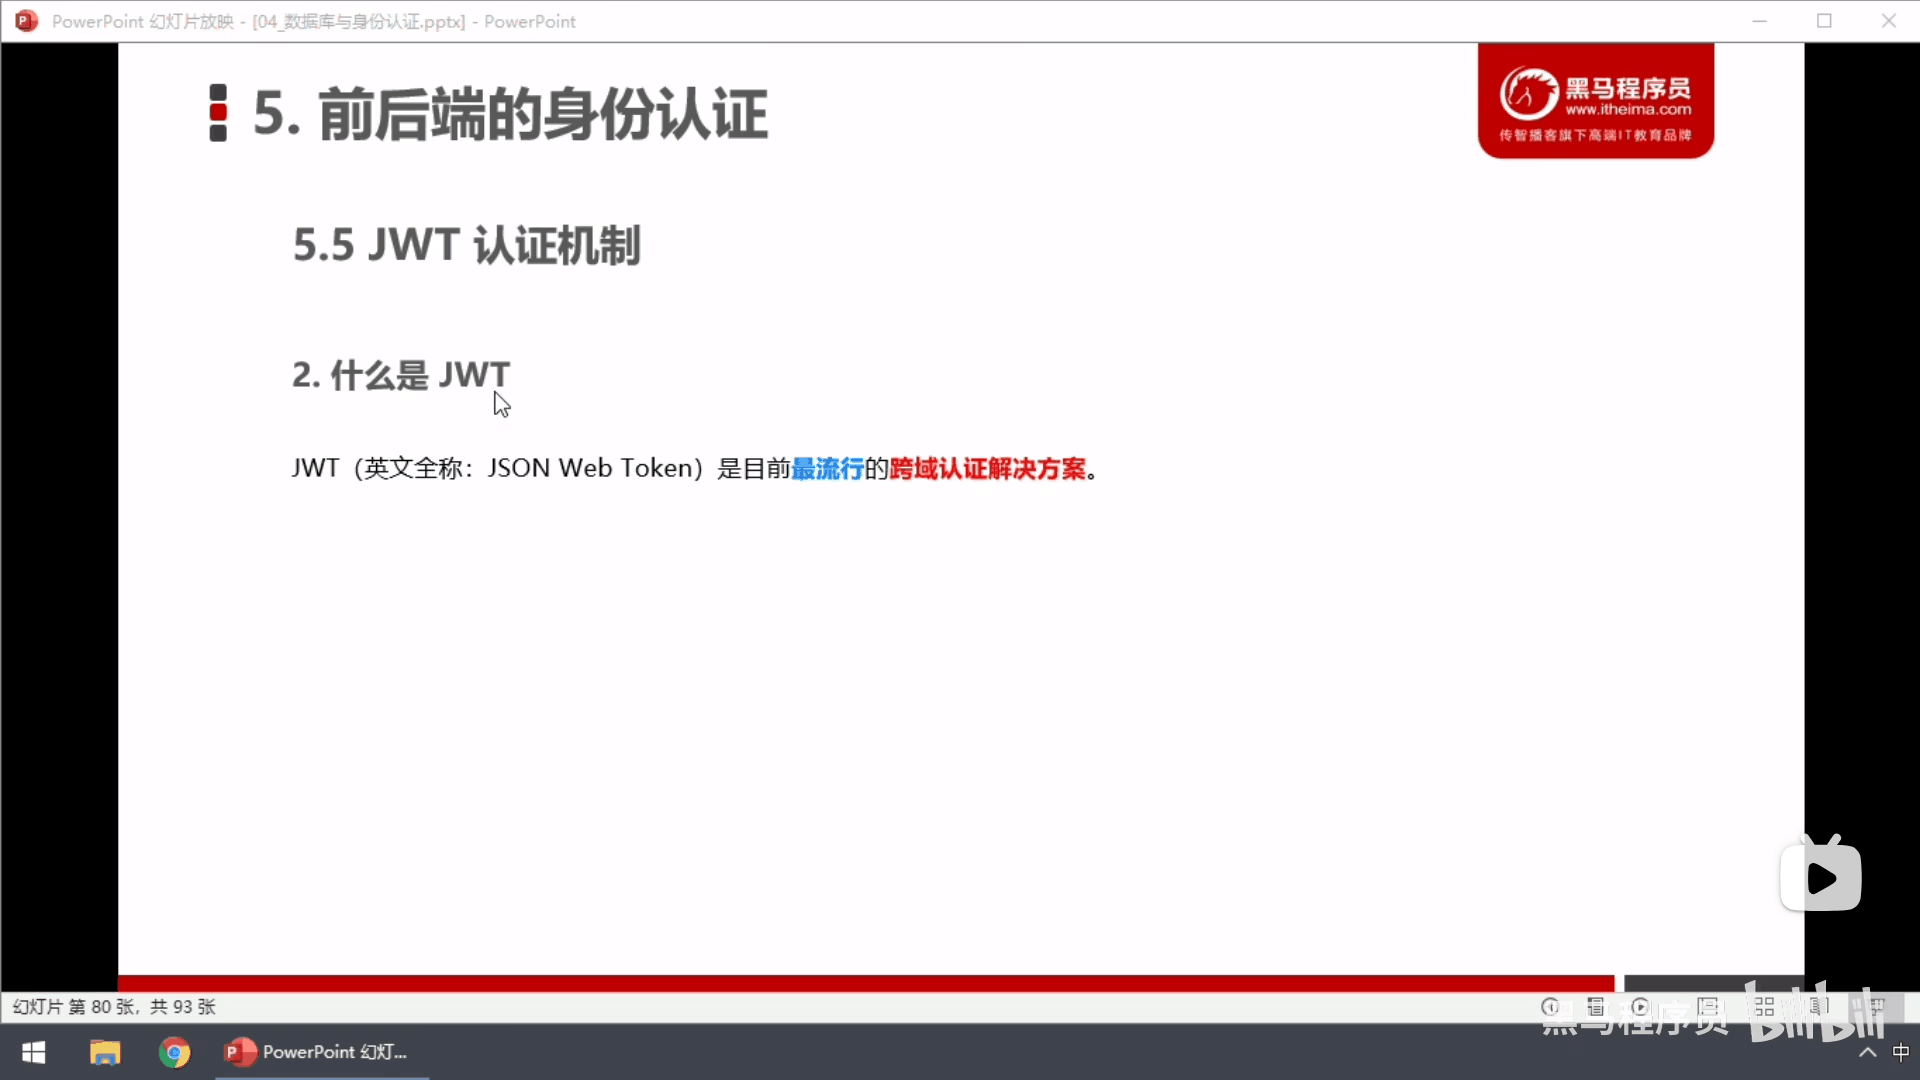 PowerPoint 幻灯片放映 - [04_数据库与身份认证.pptx] - PowerPoint
黑马程序员
www.itheima.com
传智播客旗下高端IT教育品牌
5. 前后端的身份认证
5.5 JWT 认证机制
2. 什么是 JWT
JWT（英文全称：JSON Web Token）是目前最流行的跨域认证解决方案。
幻灯片 第 80 张，共 93 张
黑马程序员 bilibili
PowerPoint 幻灯...
中